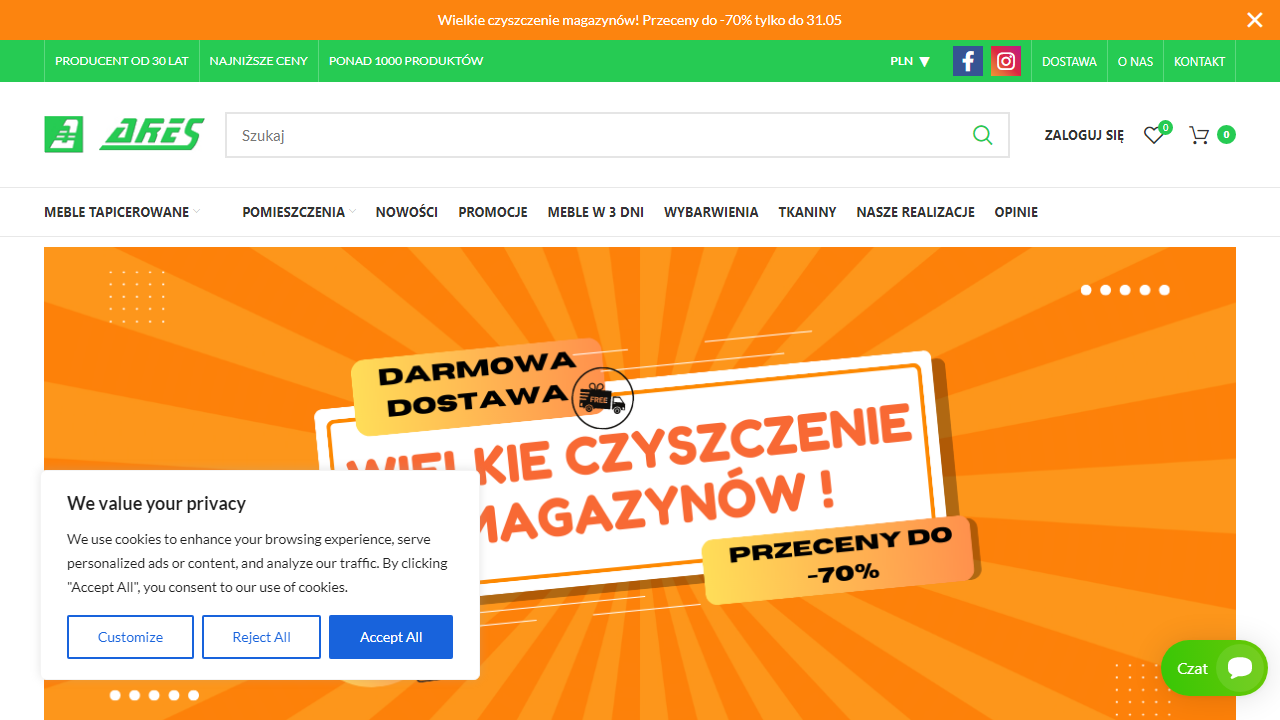 Wielkie czyszczenie magazynów! Przeceny do -70% tylko do 31.05
PRODUCENT OD 30 LAT
NAJNIŻSZE CENY
PONAD 1000 PRODUKTÓW
PLN
DOSTAWA
O NAS
KONTAKT
ARES
Szukaj
ZALOGUJ SIĘ
0
0
MEBLE TAPICEROWANE
POMIESZCZENIA
NOWOŚCI
PROMOCJE
MEBLE W 3 DNI
WYBARWIENIA
TKANINY
NASZE REALIZACJE
OPINIE
DARMOWA
DOSTAWA
FREE
WIELKIE CZYSZCZENIE
MAGAZYNÓW !
PRZECENY DO
-70%
We value your privacy
We use cookies to enhance your browsing experience, serve
personalized ads or content, and analyze our traffic. By clicking
"Accept All", you consent to our use of cookies.
Customize
Reject All
Accept All
Czat